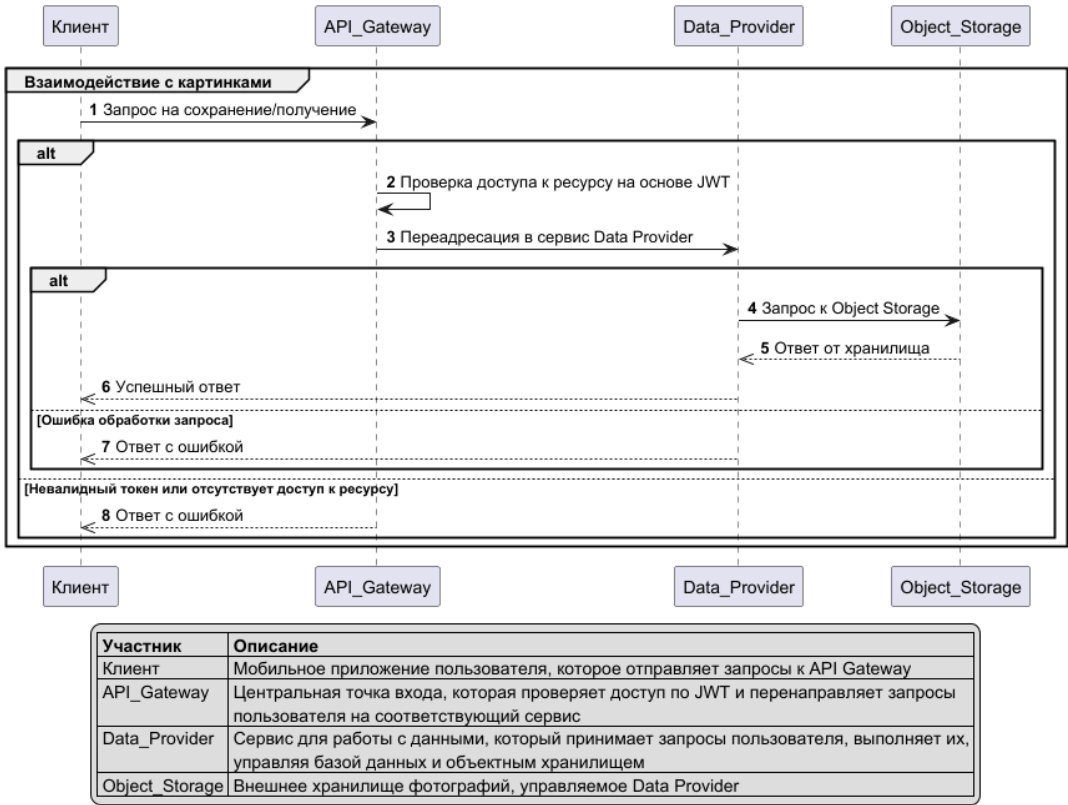 Клиент API_Gateway Data_Provider Object_Storage
Взаимодействие с картинками
1 Запрос на сохранение/получение
alt
2 Проверка доступа к ресурсу на основе JWT
3 Переадресация в сервис Data Provider
alt
4 Запрос к Object Storage
5 Ответ от хранилища
6 Успешный ответ
[Ошибка обработки запроса]
7 Ответ с ошибкой
[Невалидный токен или отсутствует доступ к ресурсу]
8 Ответ с ошибкой
Клиент API_Gateway Data_Provider Object_Storage
Участник Описание
Клиент Мобильное приложение пользователя, которое отправляет запросы к API Gateway
API_Gateway Центральная точка входа, которая проверяет доступ по JWT и перенаправляет запросы
пользователя на соответствующий сервис
Data_Provider Сервис для работы с данными, который принимает запросы пользователя, выполняет их,
управляя базой данных и объектным хранилищем
Object_Storage Внешнее хранилище фотографий, управляемое Data Provider